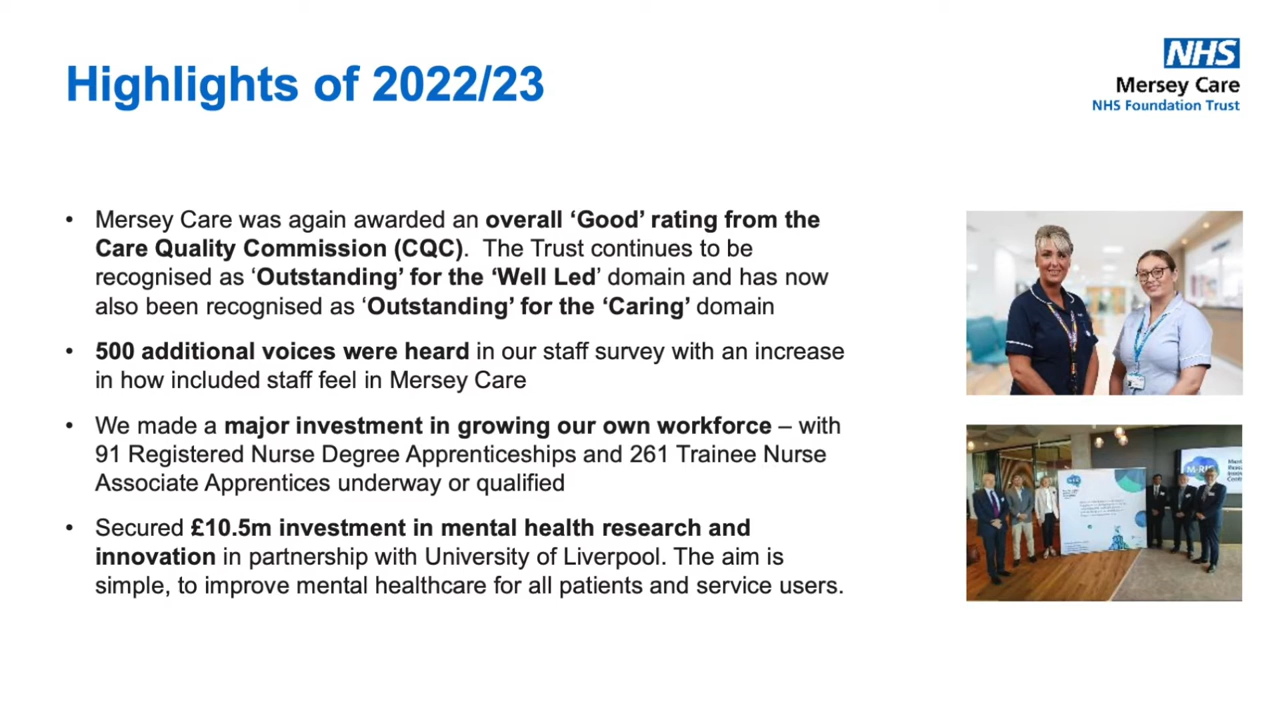 Highlights of 2022/23
NHS
Mersey Care
NHS Foundation Trust
• Mersey Care was again awarded an overall ‘Good’ rating from the
Care Quality Commission (CQC).  The Trust continues to be
recognised as ‘Outstanding’ for the ‘Well Led’ domain and has now
also been recognised as ‘Outstanding’ for the ‘Caring’ domain
• 500 additional voices were heard in our staff survey with an increase
in how included staff feel in Mersey Care
• We made a major investment in growing our own workforce – with
91 Registered Nurse Degree Apprenticeships and 261 Trainee Nurse
Associate Apprentices underway or qualified
• Secured £10.5m investment in mental health research and
innovation in partnership with University of Liverpool. The aim is
simple, to improve mental healthcare for all patients and service users.